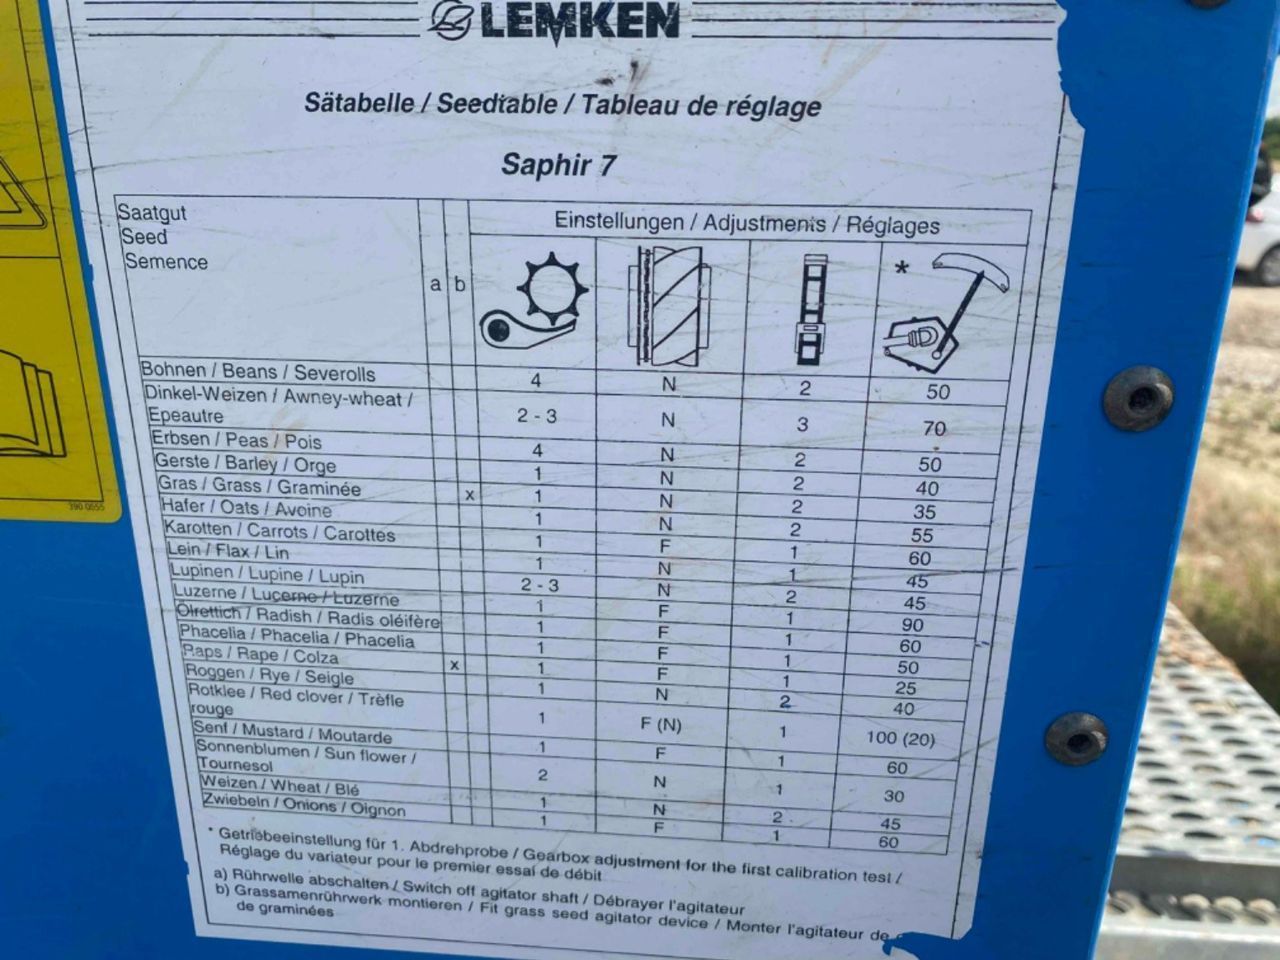 LEMKEN
Sätabelle / Seedtable / Tableau de réglage
Saphir 7
Saatgut
Seed
Semence
a b
Einstellungen / Adjustments / Réglages
*
Bohnen / Beans / Severolls 4 N 2 50
Dinkel-Weizen / Awney-wheat /
Epeautre 2 - 3 N 3 70
Erbsen / Peas / Pois 4 N 2 50
Gerste / Barley / Orge 1 N 2 40
Gras / Grass / Graminée x 1 N 2 35
Hafer / Oats / Avoine 1 N 2 55
Karotten / Carrots / Carottes 1 F 1 60
Lein / Flax / Lin 1 N 1 45
Lupinen / Lupine / Lupin 2 - 3 N 2 45
Luzerne / Lucerne / Luzerne 1 F 1 90
Olrettich / Radish / Radis oléifère 1 F 1 60
Phacelia / Phacelia / Phacelia 1 F 1 50
Raps / Rape / Colza x 1 F 1 25
Roggen / Rye / Seigle 1 N 2 40
Rotklee / Red clover / Trèfle
rouge 1 F (N) 1 100 (20)
Senf / Mustard / Moutarde 1 F 1 60
Sonnenblumen / Sun flower /
Tournesol 2 N 1 30
Weizen / Wheat / Blé 1 N 2 45
Zwiebeln / Onions / Oignon 1 F 1 60
* Getriebeeinstellung für 1. Abdrehprobe / Gearbox adjustment for the first calibration test /
Réglage du variateur pour le premier essai de débit
a) Rührwelle abschalten / Switch off agitator shaft / Débrayer l'agitateur
b) Grassamenrührwerk montieren / Fit grass seed agitator device / Monter l'agitateur de
de graminées
390 0555